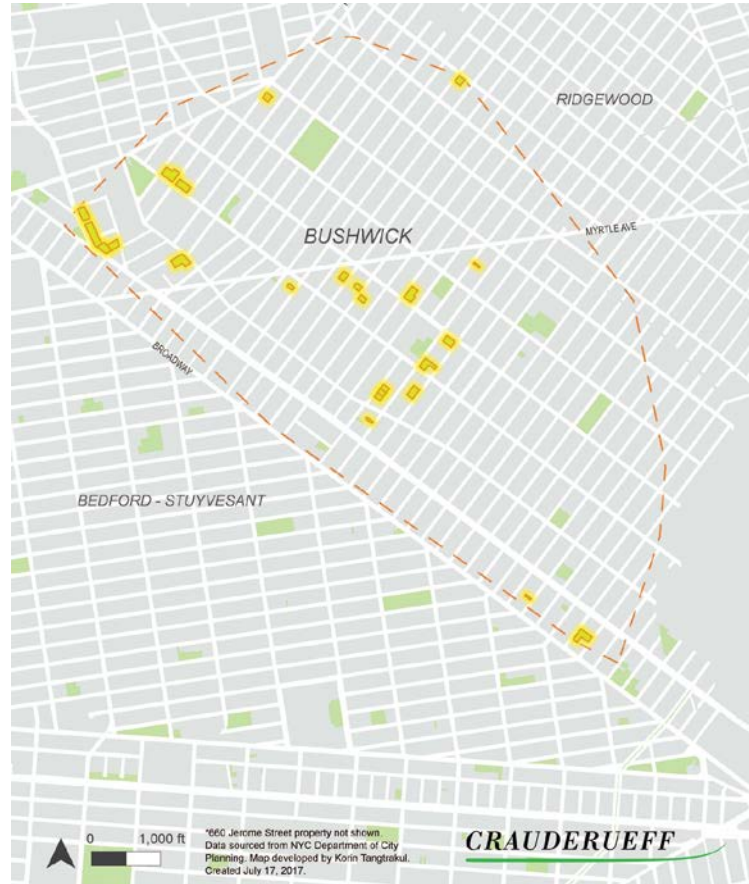 RIDGEWOOD
BUSHWICK
MYRTLE AVE
BROADWAY
BEDFORD - STUYVESANT
0 1,000 ft
*660 Jerome Street property not shown.
Data sourced from NYC Department of City
Planning. Map developed by Korin Tangtrakul.
Created July 17, 2017.
CRAUDERUEFF